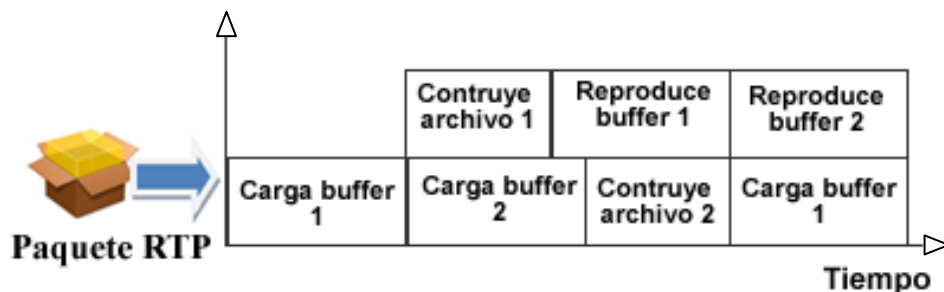 Contruye
archivo 1
Reproduce
buffer 1
Reproduce
buffer 2
Carga buffer
1
Carga buffer
2
Contruye
archivo 2
Carga buffer
1
Paquete RTP
Tiempo